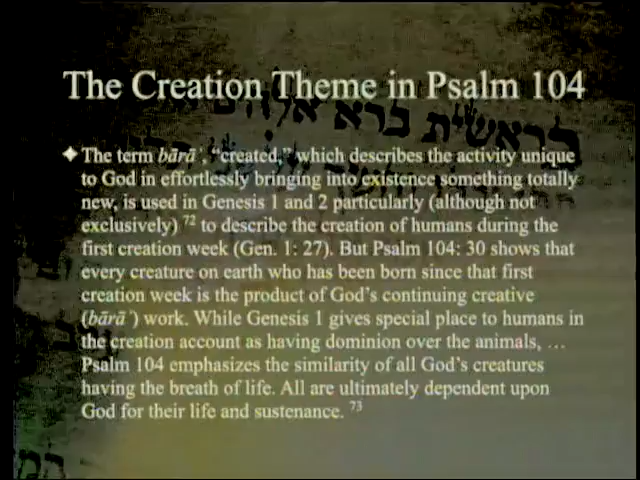 The Creation Theme in Psalm 104
בראשית ברא אלהים
The term bārāʾ, “created,” which describes the activity unique
to God in effortlessly bringing into existence something totally
new, is used in Genesis 1 and 2 particularly (although not
exclusively) 72 to describe the creation of humans during the
first creation week (Gen. 1: 27). But Psalm 104: 30 shows that
every creature on earth who has been born since that first
creation week is the product of God’s continuing creative
(bārāʾ) work. While Genesis 1 gives special place to humans in
the creation account as having dominion over the animals, …
Psalm 104 emphasizes the similarity of all God’s creatures
having the breath of life. All are ultimately dependent upon
God for their life and sustenance. 73